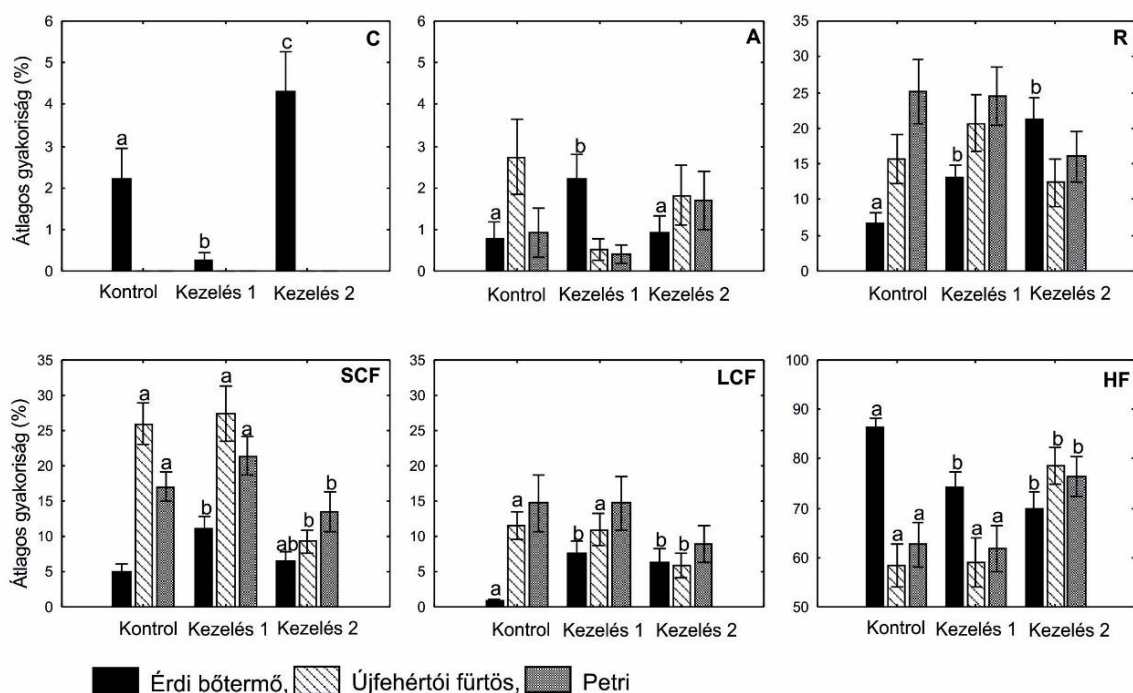 6 C
5 c
4
3 a
2
1 b
0
Átlagos gyakoriság (%)
Kontrol Kezelés 1 Kezelés 2
6 A
5
4
3 b
2
1 a a
0
Kontrol Kezelés 1 Kezelés 2
35 R
30
25 b
20
15 b
10 a
5
0
Kontrol Kezelés 1 Kezelés 2
35 SCF
30 a a
25 a
20 a
15 b b
10 ab b
5
0
Átlagos gyakoriság (%)
Kontrol Kezelés 1 Kezelés 2
35 LCF
30
25
20
15 a a
10 b b b
5 a
0
Kontrol Kezelés 1 Kezelés 2
100 HF
90 a
80 b b b
70 b
60 a a a a
50
Kontrol Kezelés 1 Kezelés 2
Érdi bőtermő, Újfehértói fürtös, Petri